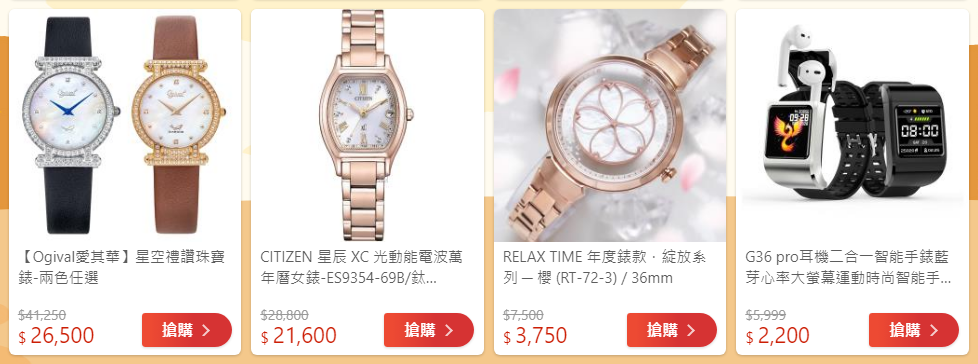 Ogival
Ogival
CITIZEN
08:00
【Ogival愛其華】星空禮讚珠寶
錶-兩色任選
$41,250
$ 26,500
搶購
CITIZEN 星辰 XC 光動能電波萬
年曆女錶-ES9354-69B/鈦...
$28,800
$ 21,600
搶購
RELAX TIME 年度錶款．綻放系
列 ─ 櫻 (RT-72-3) / 36mm
$7,500
$ 3,750
搶購
G36 pro耳機二合一智能手錶藍
芽心率大螢幕運動時尚智能手...
$5,999
$ 2,200
搶購